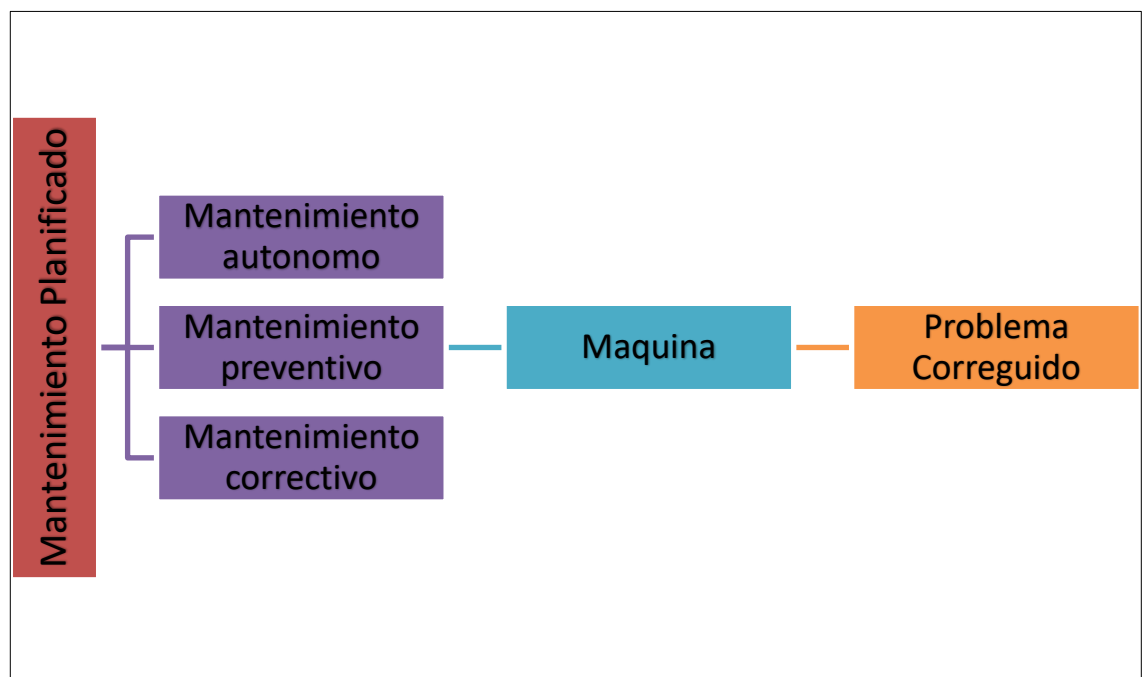 Mantenimiento Planificado
Mantenimiento
autonomo
Mantenimiento
preventivo
Mantenimiento
correctivo
Maquina
Problema
Correguido